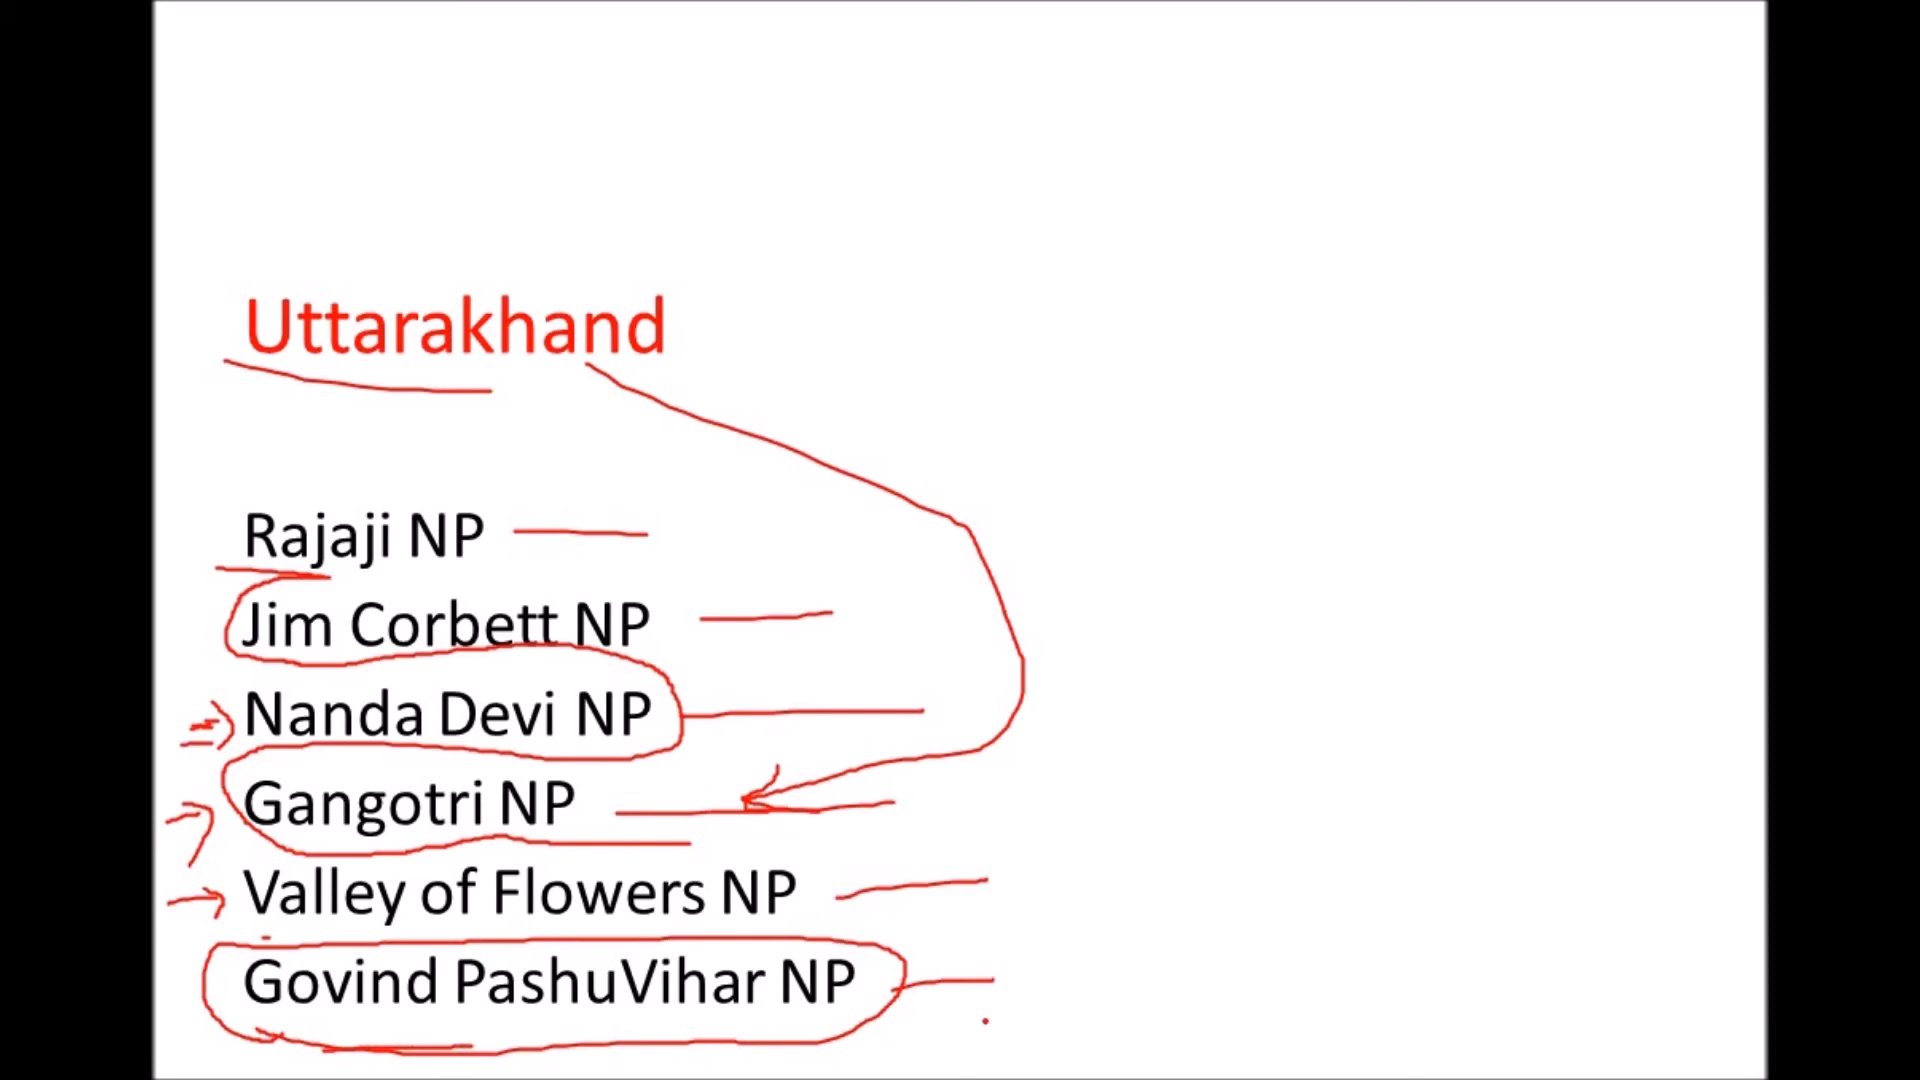 Uttarakhand
Rajaji NP
Jim Corbett NP
Nanda Devi NP
Gangotri NP
Valley of Flowers NP
Govind PashuVihar NP